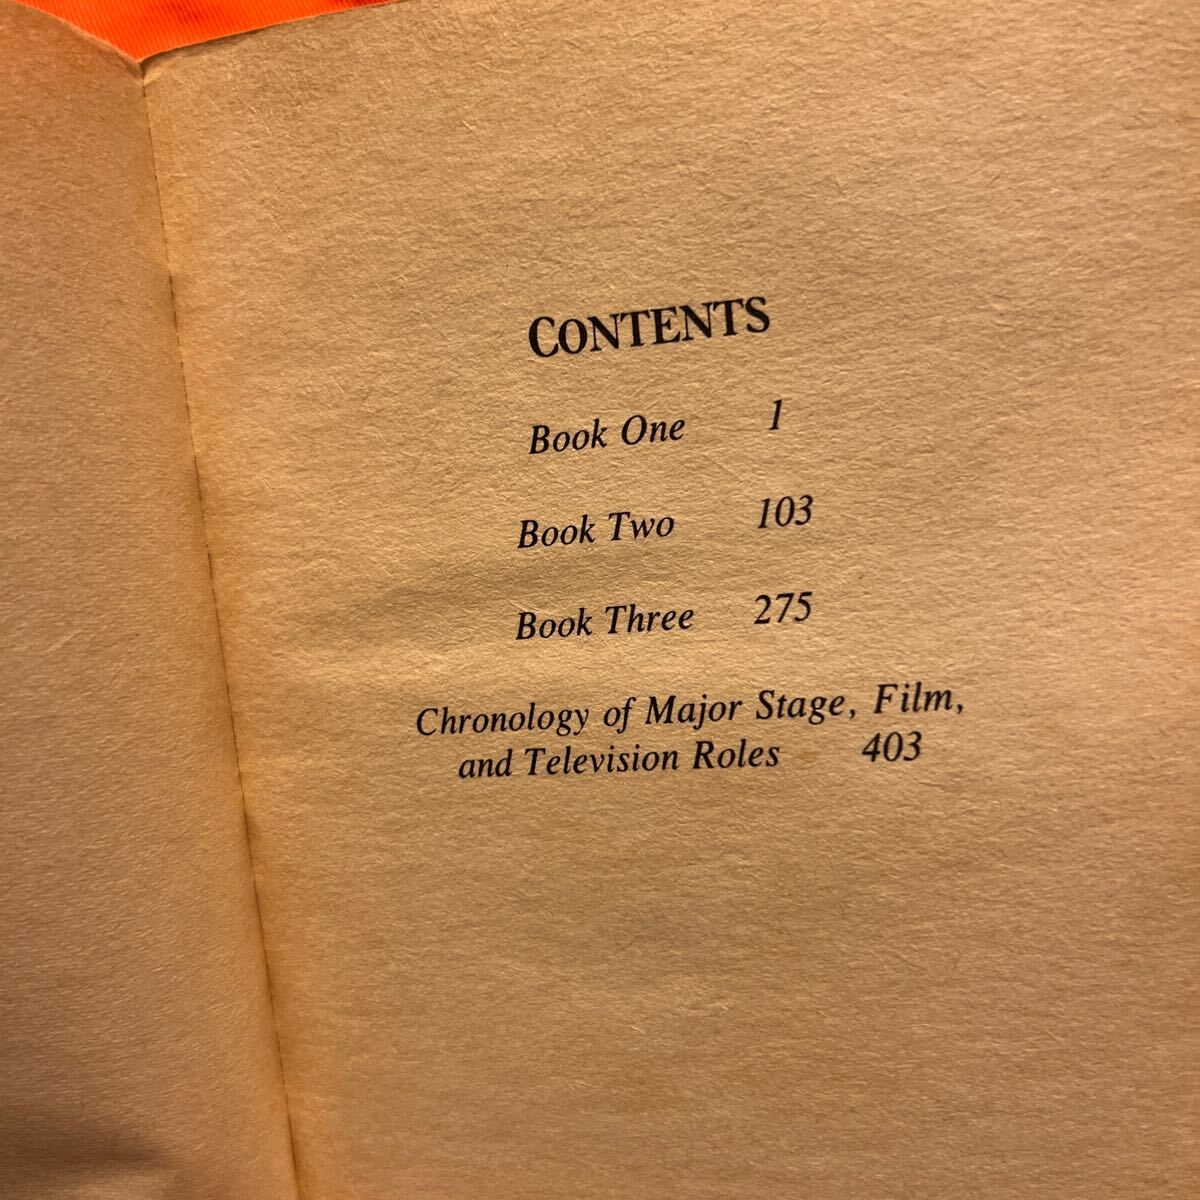 CONTENTS
Book One 1
Book Two 103
Book Three 275
Chronology of Major Stage, Film,
and Television Roles 403